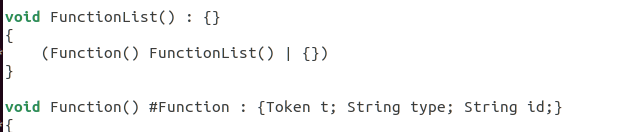 void FunctionList() : {}
{
    (Function() FunctionList() | {})
}
void Function() #Function : {Token t; String type; String id;}
{